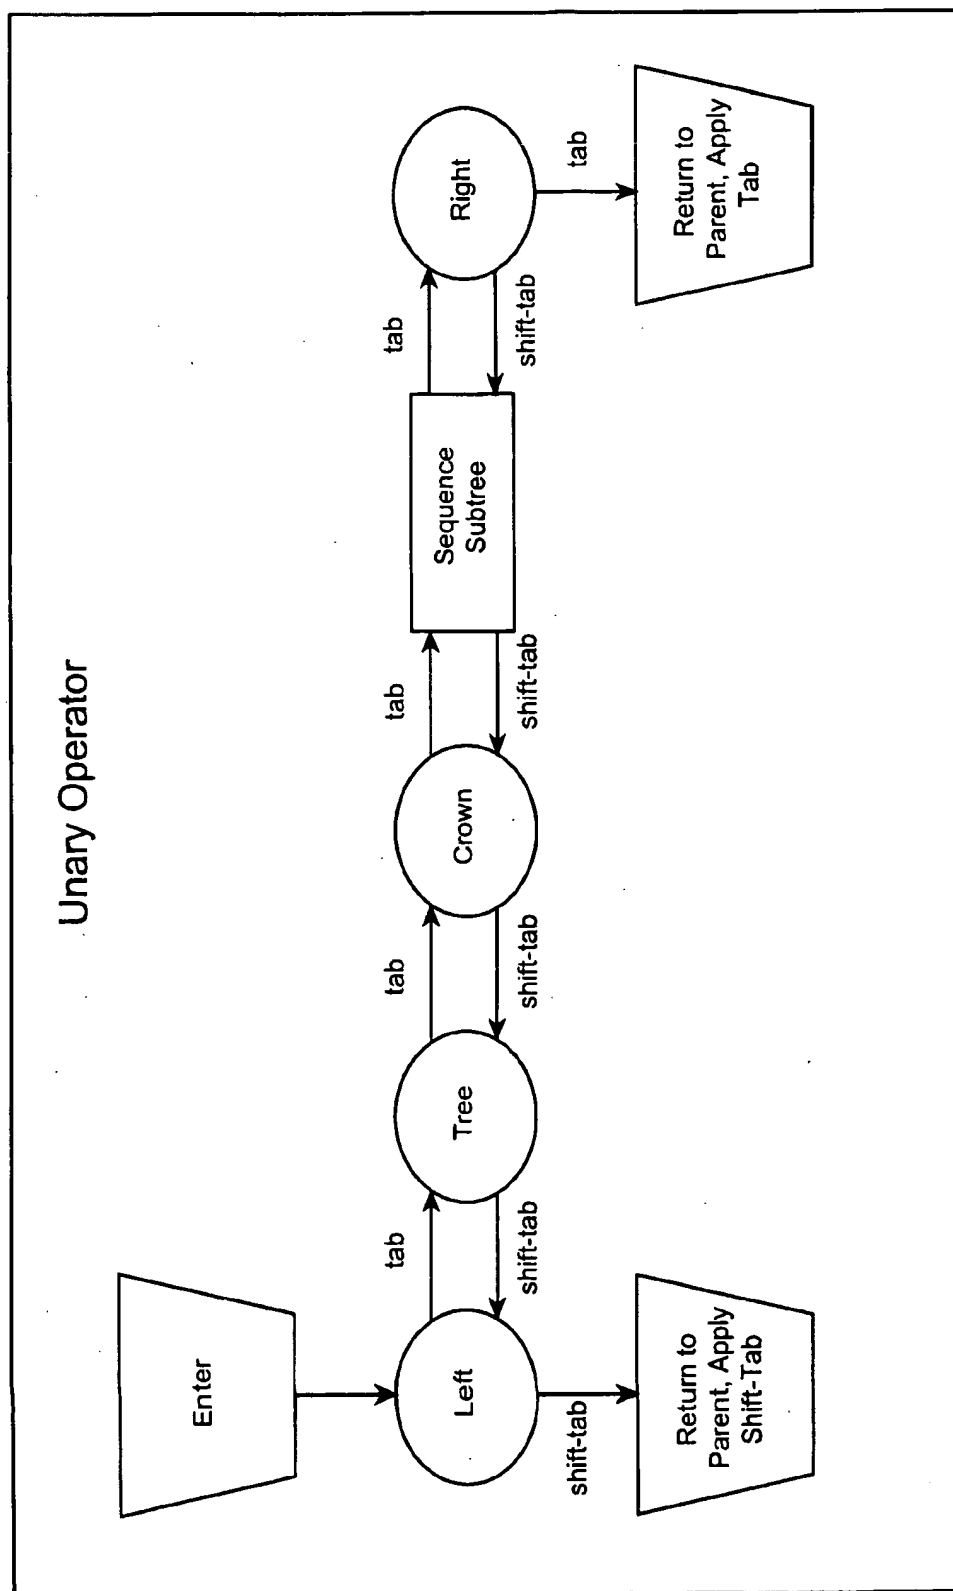 Unary Operator
Enter
Left
tab
shift-tab
Tree
tab
shift-tab
Crown
tab
shift-tab
Sequence
Subtree
tab
shift-tab
Right
shift-tab
Return to
Parent, Apply
Shift-Tab
tab
Return to
Parent, Apply
Tab